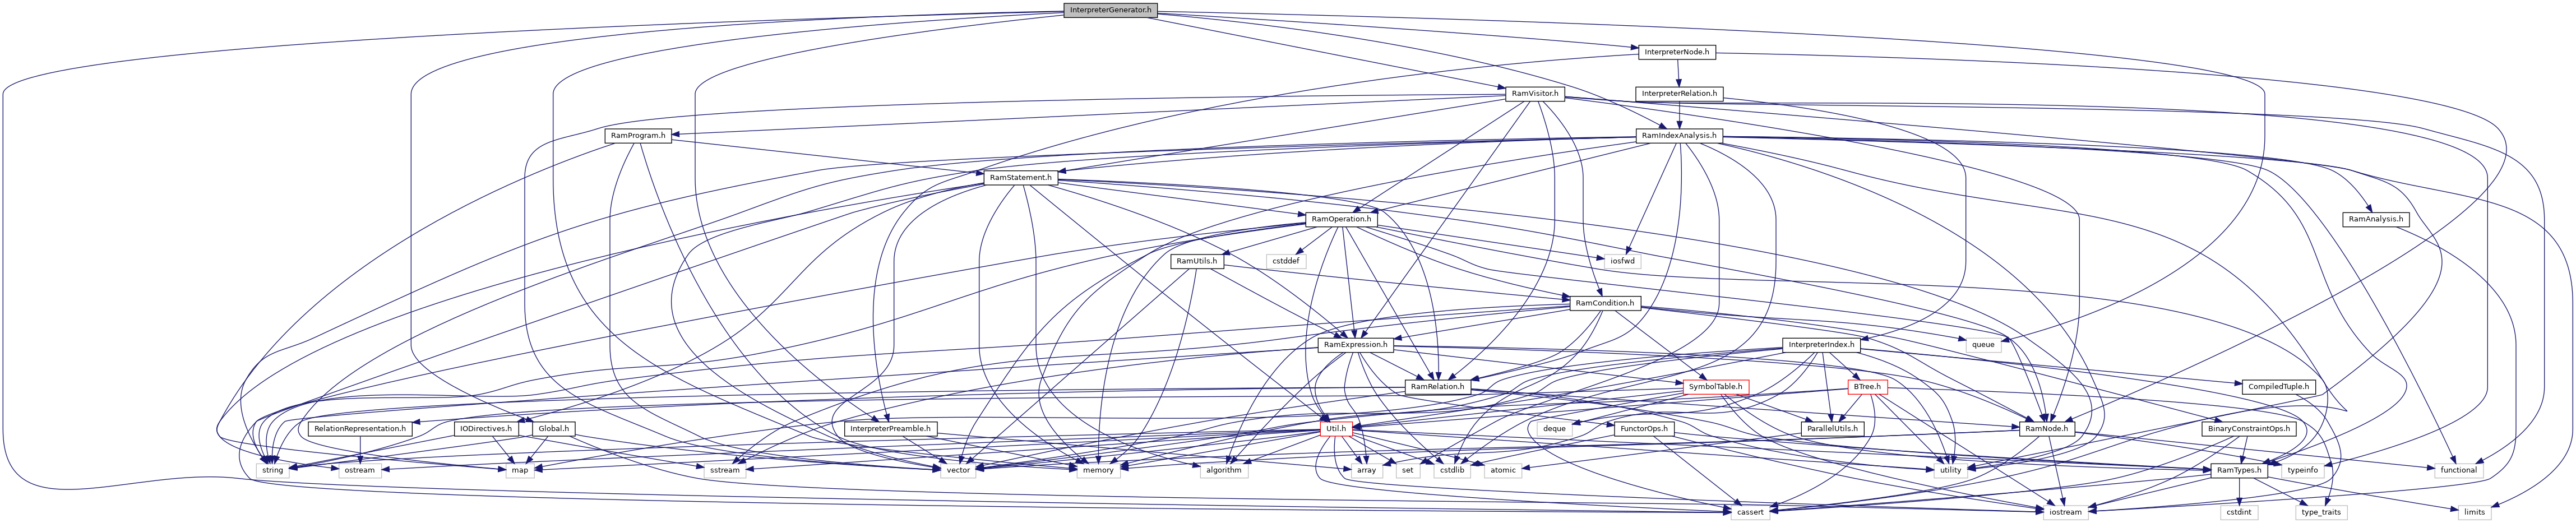 InterpreterGenerator.h
InterpreterNode.h
RamVisitor.h
InterpreterRelation.h
RamProgram.h
RamIndexAnalysis.h
RamStatement.h
RamOperation.h
RamAnalysis.h
RamUtils.h
cstddef
iosfwd
RamCondition.h
RamExpression.h
InterpreterIndex.h
queue
RamRelation.h
SymbolTable.h
BTree.h
CompiledTuple.h
RelationRepresentation.h
IODirectives.h
Global.h
InterpreterPreamble.h
Util.h
deque
FunctorOps.h
ParallelUtils.h
RamNode.h
BinaryConstraintOps.h
string
ostream
map
sstream
vector
memory
algorithm
array
set
cstdlib
atomic
utility
RamTypes.h
typeinfo
functional
cassert
iostream
cstdint
type_traits
limits